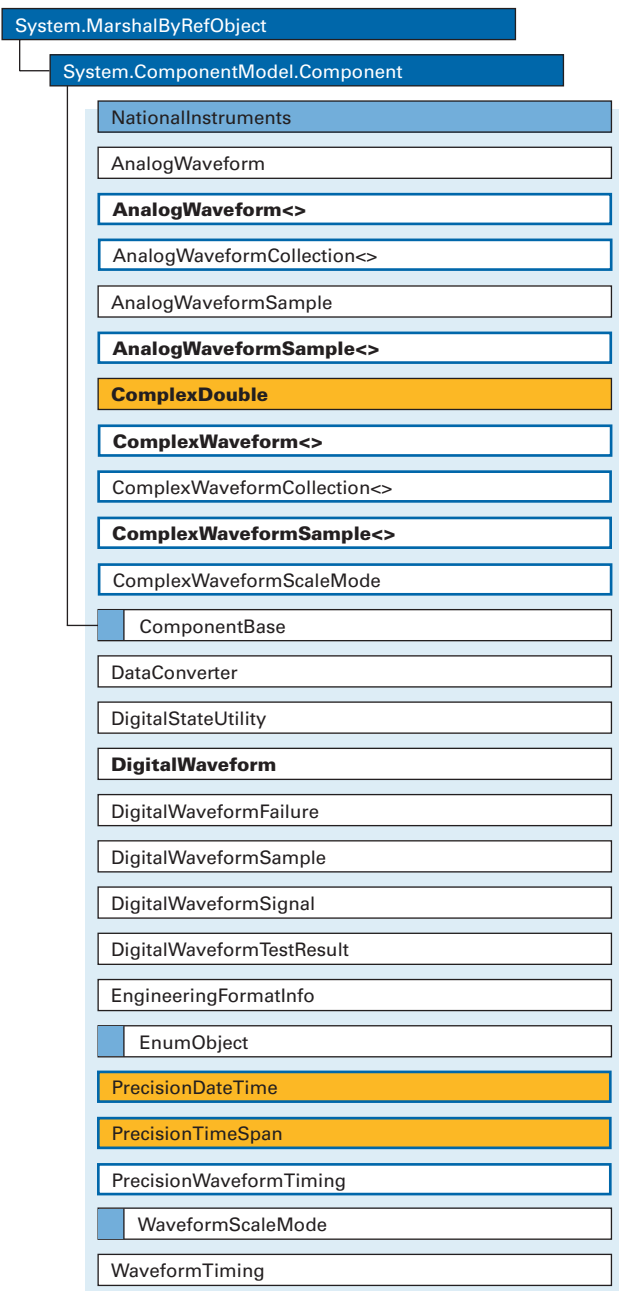 System.MarshalByRefObject
System.ComponentModel.Component
NationalInstruments
AnalogWaveform
AnalogWaveform<>
AnalogWaveformCollection<>
AnalogWaveformSample
AnalogWaveformSample<>
ComplexDouble
ComplexWaveform<>
ComplexWaveformCollection<>
ComplexWaveformSample<>
ComplexWaveformScaleMode
ComponentBase
DataConverter
DigitalStateUtility
DigitalWaveform
DigitalWaveformFailure
DigitalWaveformSample
DigitalWaveformSignal
DigitalWaveformTestResult
EngineeringFormatInfo
EnumObject
PrecisionDateTime
PrecisionTimeSpan
PrecisionWaveformTiming
WaveformScaleMode
WaveformTiming